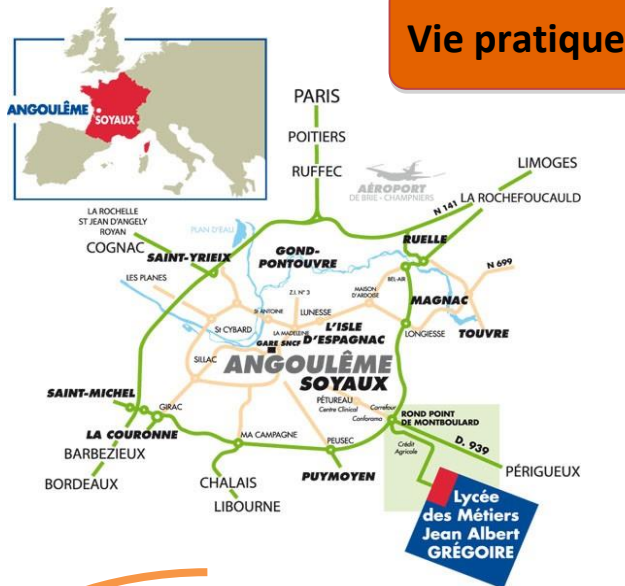 Vie pratique
ANGOULÊME
SOYAUX
PARIS
POITIERS
RUFFEC
AÉROPORT
DE BRIE - CHAMPNIERS
LIMOGES
LA ROCHEFOUCAULD
N 141
LA ROCHELLE
ST JEAN D'ANGELY
ROYAN
COGNAC
PLAN D'EAU
SAINT-YRIEIX
GOND-
PONTOUVRE
RUELLE
N 699
LES PLANES
BEL-AIR
MAISON
D'ARDOISE
Z.I. N° 3
MAGNAC
St ANTOINE
LUNESSE
St CYBARD
LA MADELEINE
L'ISLE
D'ESPAGNAC
LONGIESSE
TOUVRE
GARE SNCF
SILLAC
ANGOULÊME
SOYAUX
SAINT-MICHEL
GIRAC
PÉTUREAU
Centre Clinical
Carrefour
Conforama
ROND POINT
DE MONTBOULARD
LA COURONNE
MA CAMPAGNE
PEUSEC
Crédit
Agricole
D. 939
BARBEZIEUX
BORDEAUX
CHALAIS
LIBOURNE
PUYMOYEN
PÉRIGUEUX
Lycée
des Métiers
Jean Albert
GRÉGOIRE